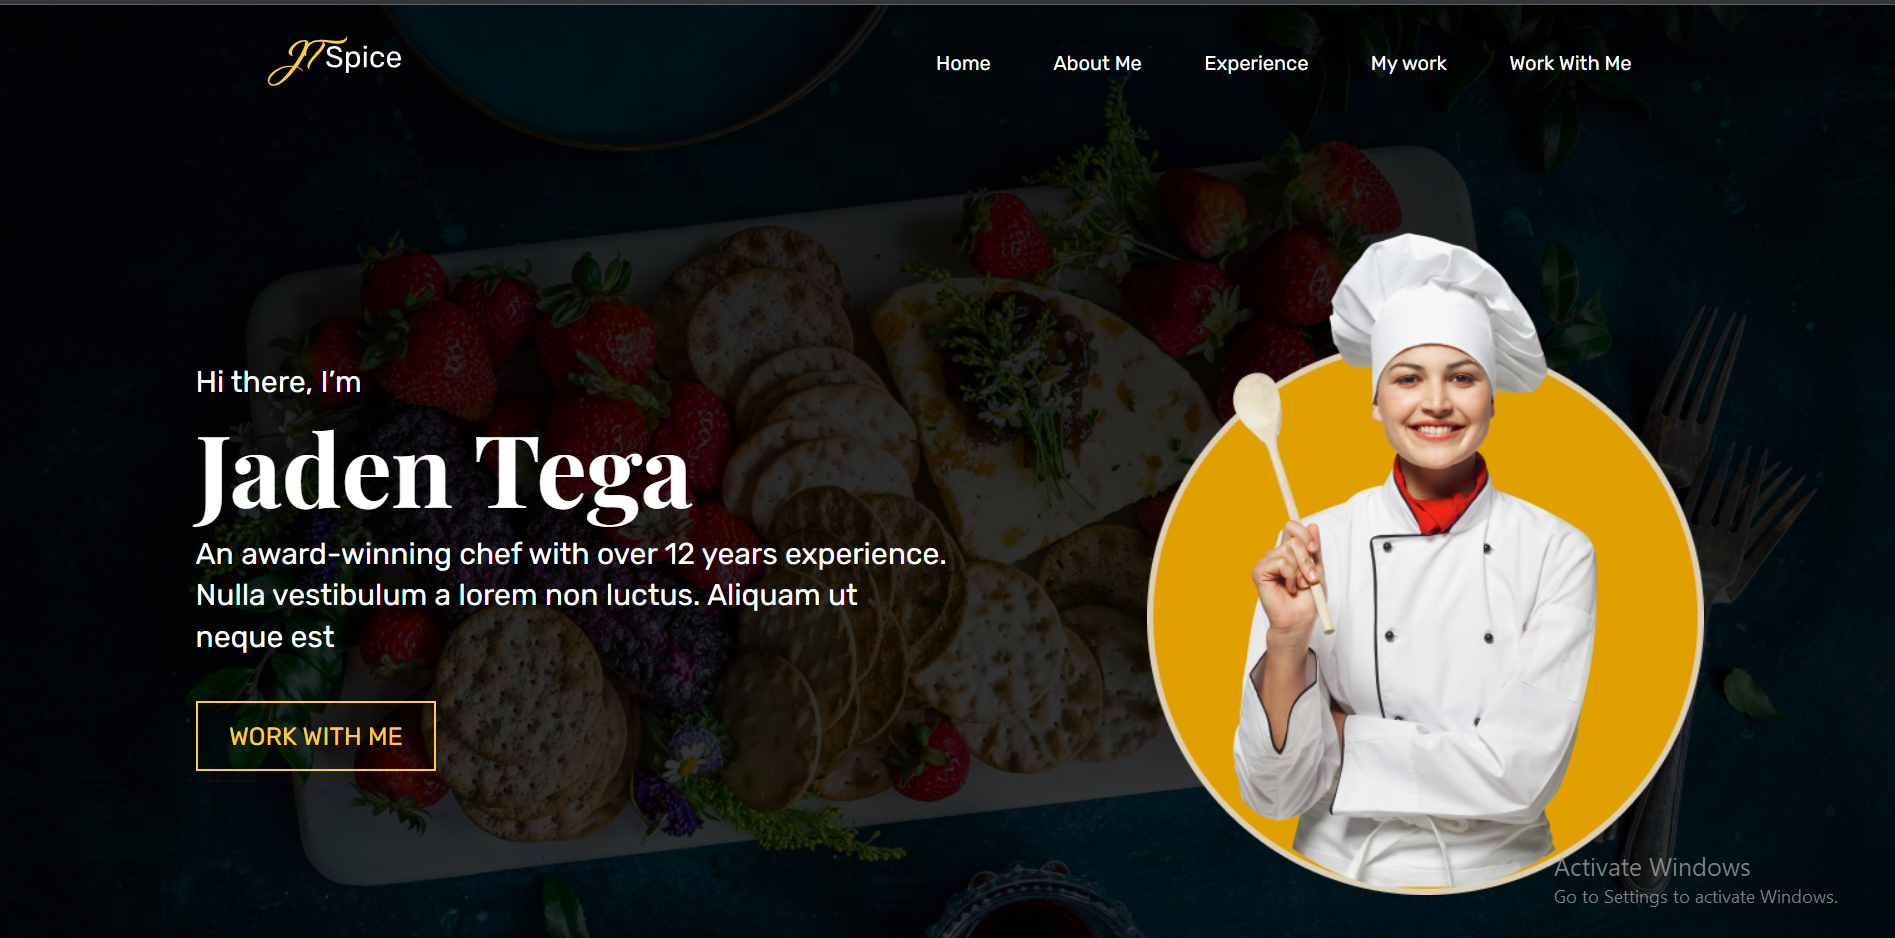 JT Spice
Home About Me Experience My work Work With Me
Hi there, I’m
Jaden Tega
An award-winning chef with over 12 years experience.
Nulla vestibulum a lorem non luctus. Aliquam ut
neque est
WORK WITH ME
Activate Windows
Go to Settings to activate Windows.